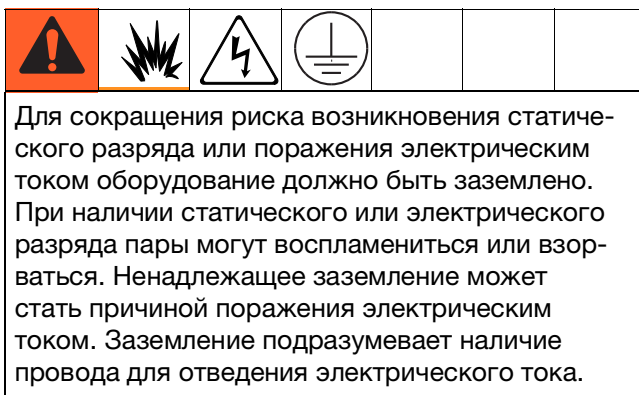 Для сокращения риска возникновения статиче-
ского разряда или поражения электрическим
током оборудование должно быть заземлено.
При наличии статического или электрического
разряда пары могут воспламениться или взор-
ваться. Ненадлежащее заземление может
стать причиной поражения электрическим
током. Заземление подразумевает наличие
провода для отведения электрического тока.